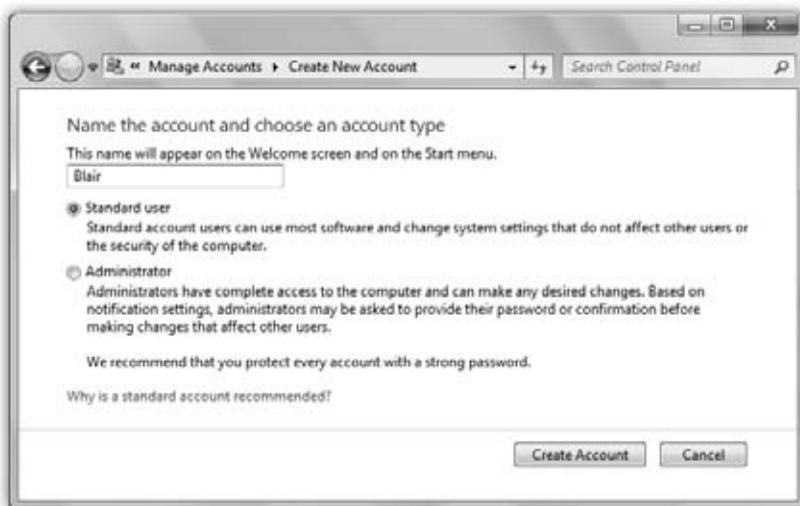 « Manage Accounts ▸ Create New Account
Search Control Panel
Name the account and choose an account type
This name will appear on the Welcome screen and on the Start menu.
Blair
Standard user
Standard account users can use most software and change system settings that do not affect other users or
the security of the computer.
Administrator
Administrators have complete access to the computer and can make any desired changes. Based on
notification settings, administrators may be asked to provide their password or confirmation before
making changes that affect other users.
We recommend that you protect every account with a strong password.
Why is a standard account recommended?
Create Account
Cancel